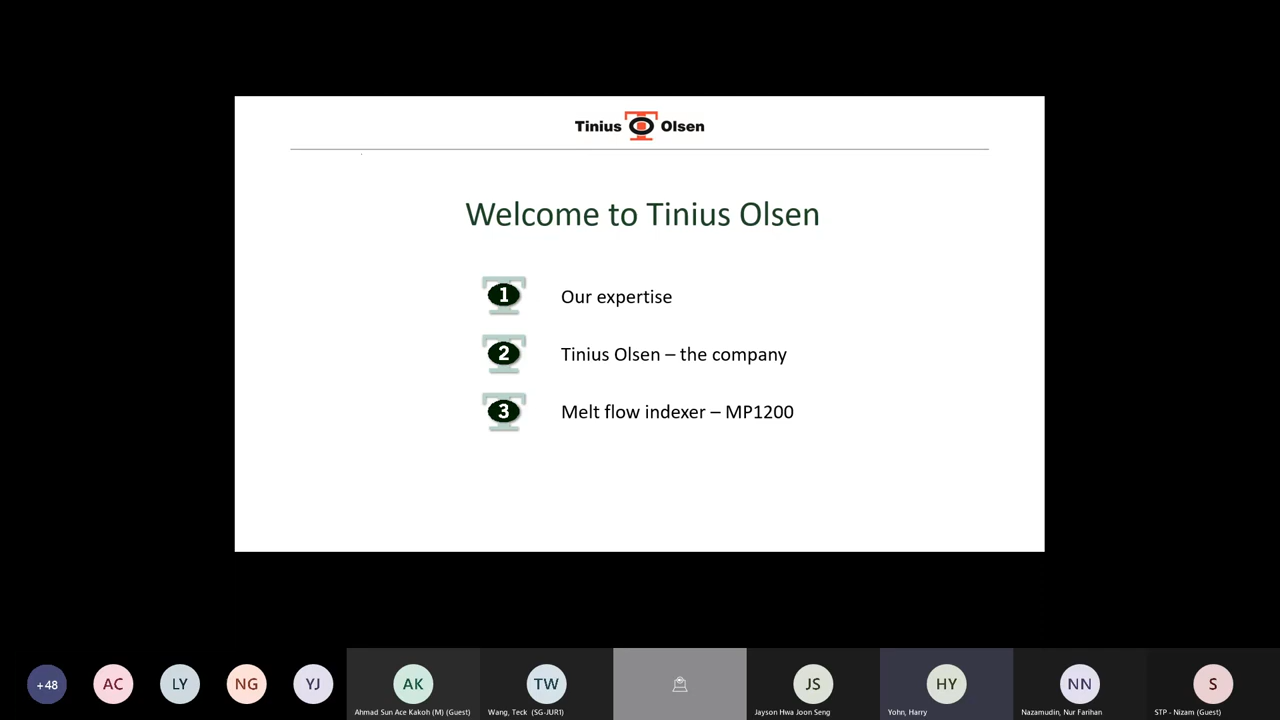 Tinius Olsen
Welcome to Tinius Olsen
1 Our expertise
2 Tinius Olsen – the company
3 Melt flow indexer – MP1200
+48 AC LY NG YJ AK TW JS HY NN S
Ahmad Sun Ace Kakoh (M) (Guest) Wang, Teck (SG-JUR1) Jayson Hwa Joon Seng Yohn, Harry Nazamudin, Nur Farihan STP - Nizam (Guest)